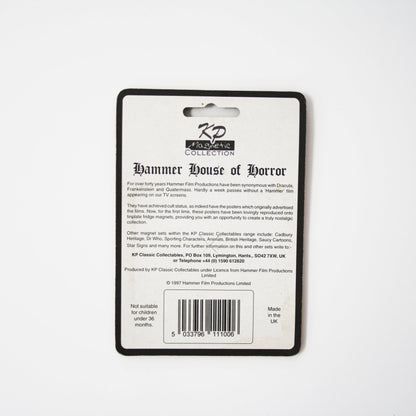 KP
Magnetic
COLLECTION
Hammer House of Horror
For over forty years Hammer Film Productions have been synonymous with Dracula,
Frankenstein and Quatermass. Hardly a week passes without a 'Hammer' film
appearing on our TV screens.
They have achieved cult status, as indeed have the posters which originally advertised
the films. Now, for the first time, these posters have been lovingly reproduced onto
tinplate fridge magnets, providing an inexpensive way to create a truly nostalgic
collection.
Other magnet sets within the KP Classic Collectables range include: Cadbury
Heritage, Dr Who, Sporting Characters, Animals, British Heritage, Saucy Cartoons,
Star Signs and many more. For further information on this and other sets write to:-
KP Classic Collectables, PO Box 109, Lymington, Hants., SO42 7XW, UK
or Telephone +44 (0) 1590 612620
Produced by KP Classic Collectables under Licence from Hammer Film Productions
Limited
© 1997 Hammer Film Productions Limited
Not suitable
for children
under 36
months.
5 033796 111006
Made in
the UK